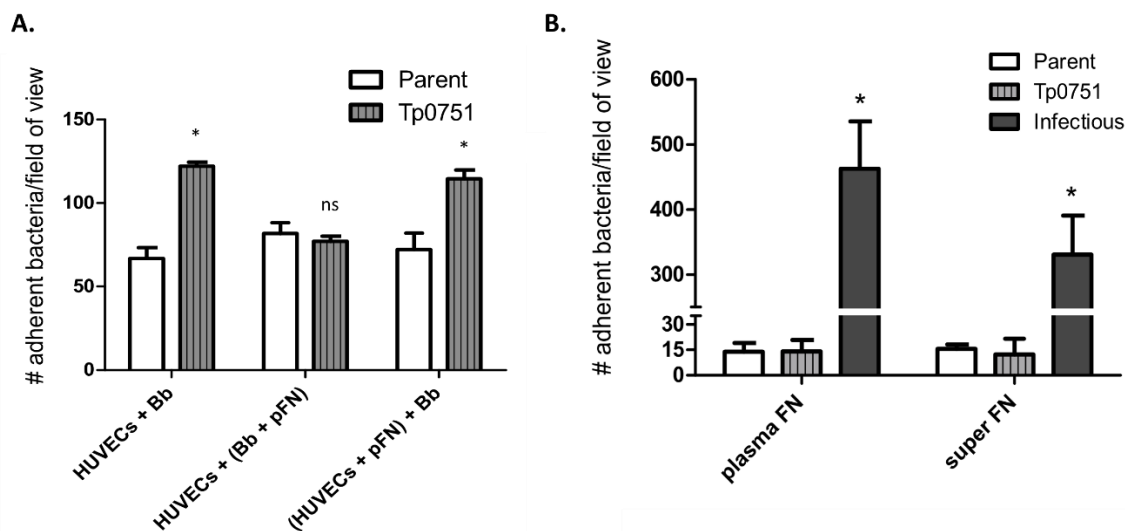 A.
Parent
Tp0751
# adherent bacteria/field of view
150
100
50
0
*
ns
*
HUVECs + Bb
HUVECs + (Bb + pFN)
(HUVECs + pFN) + Bb
B.
Parent
Tp0751
Infectious
# adherent bacteria/field of view
600
500
400
300
30
15
0
*
*
plasma FN
super FN